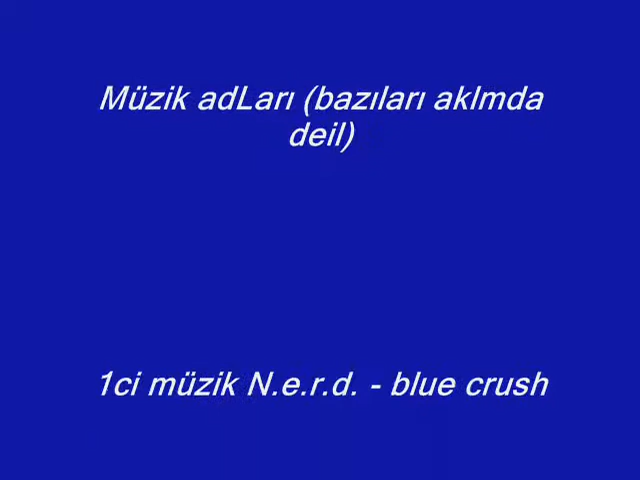 Müzik adLarı (bazıları aklmda
deil)
1ci müzik N.e.r.d. - blue crush